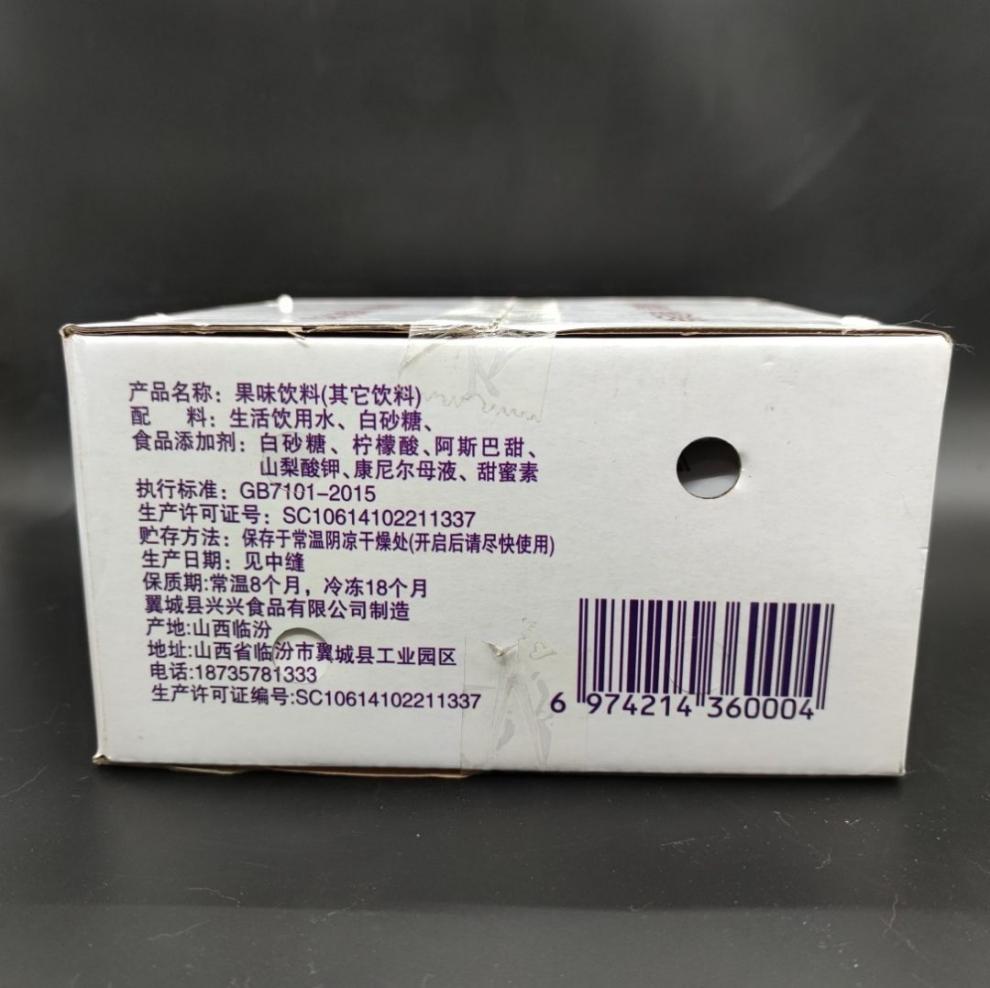 产品名称：果味饮料(其它饮料)
配 料：生活饮用水、白砂糖、
食品添加剂：白砂糖、柠檬酸、阿斯巴甜、
山梨酸钾、康尼尔母液、甜蜜素
执行标准：GB7101-2015
生产许可证号：SC10614102211337
贮存方法：保存于常温阴凉干燥处(开启后请尽快使用)
生产日期：见中缝
保质期:常温8个月，冷冻18个月
翼城县兴兴食品有限公司制造
产地:山西临汾
地址:山西省临汾市翼城县工业园区
电话:18735781333
生产许可证编号:SC10614102211337
6 974214 360004